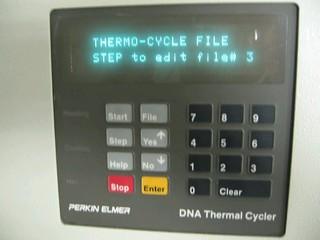 THERMO-CYCLE FILE
STEP to edit file# 3
Start File 7 8 9
Step Yes 4 5 6
Help No 1 2 3
Stop Enter 0 Clear
PERKIN ELMER DNA Thermal Cycler